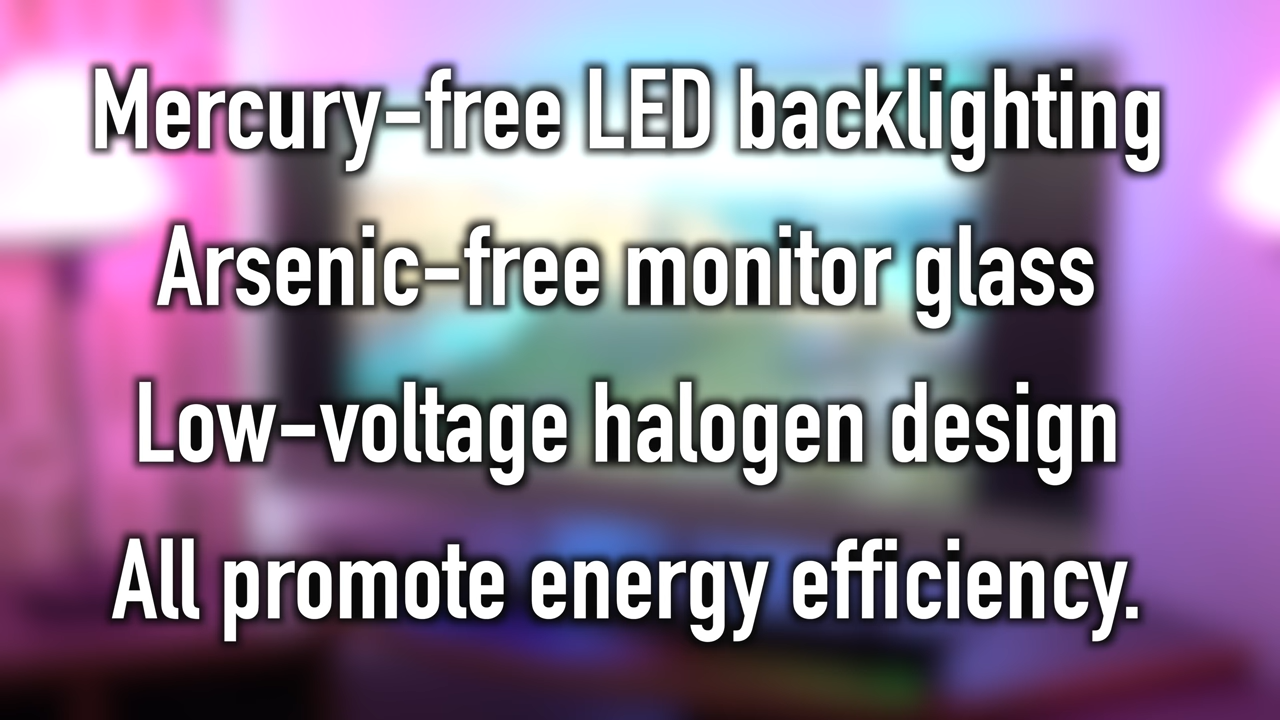 Mercury-free LED backlighting
Arsenic-free monitor glass
Low-voltage halogen design
All promote energy efficiency.